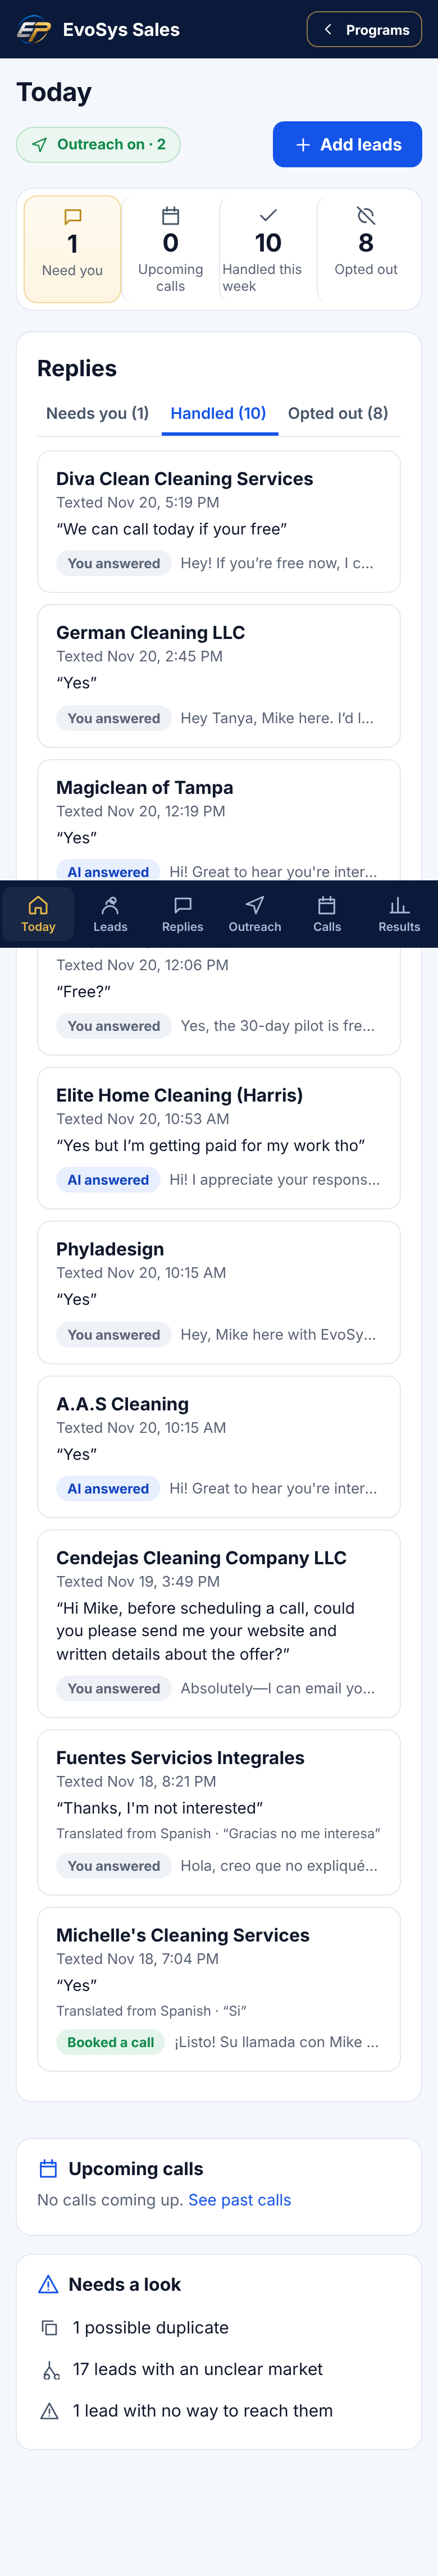 EP EvoSys Sales
Programs
Today
Outreach on · 2
Add leads
1
Need you
0
Upcoming
calls
10
Handled this
week
8
Opted out
Replies
Needs you (1)
Handled (10)
Opted out (8)
Diva Clean Cleaning Services
Texted Nov 20, 5:19 PM
“We can call today if your free”
You answered Hey! If you’re free now, I c...
German Cleaning LLC
Texted Nov 20, 2:45 PM
“Yes”
You answered Hey Tanya, Mike here. I’d l...
Magiclean of Tampa
Texted Nov 20, 12:19 PM
“Yes”
AI answered Hi! Great to hear you're inter...
Today
Leads
Replies
Outreach
Calls
Results
Texted Nov 20, 12:06 PM
“Free?”
You answered Yes, the 30-day pilot is fre...
Elite Home Cleaning (Harris)
Texted Nov 20, 10:53 AM
“Yes but I’m getting paid for my work tho”
AI answered Hi! I appreciate your respons...
Phyladesign
Texted Nov 20, 10:15 AM
“Yes”
You answered Hey, Mike here with EvoSy...
A.A.S Cleaning
Texted Nov 20, 10:15 AM
“Yes”
AI answered Hi! Great to hear you're inter...
Cendejas Cleaning Company LLC
Texted Nov 19, 3:49 PM
“Hi Mike, before scheduling a call, could
you please send me your website and
written details about the offer?”
You answered Absolutely—I can email yo...
Fuentes Servicios Integrales
Texted Nov 18, 8:21 PM
“Thanks, I'm not interested”
Translated from Spanish · “Gracias no me interesa”
You answered Hola, creo que no expliqué...
Michelle's Cleaning Services
Texted Nov 18, 7:04 PM
“Yes”
Translated from Spanish · “Si”
Booked a call ¡Listo! Su llamada con Mike ...
Upcoming calls
No calls coming up. See past calls
Needs a look
1 possible duplicate
17 leads with an unclear market
1 lead with no way to reach them